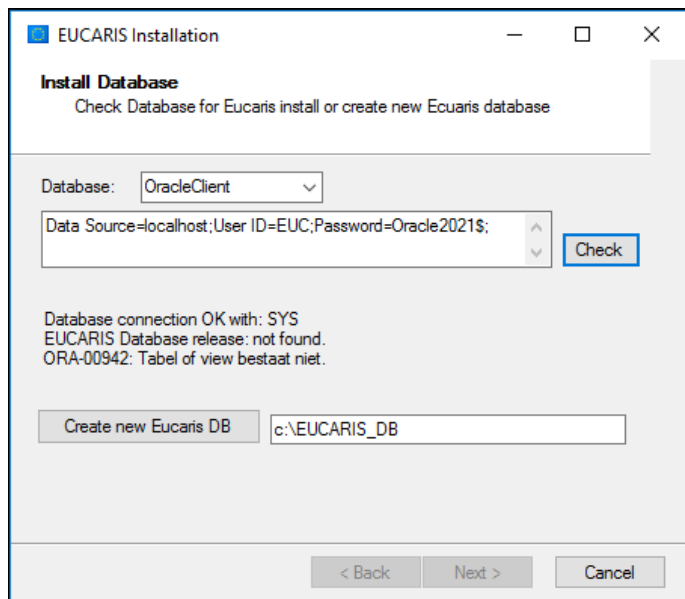 EUCARIS Installation
Install Database
Check Database for Eucaris install or create new Ecuaris database
Database: OracleClient
Data Source=localhost;User ID=EUC;Password=Oracle2021$;
Check
Database connection OK with: SYS
EUCARIS Database release: not found.
ORA-00942: Tabel of view bestaat niet.
Create new Eucaris DB c:\EUCARIS_DB
< Back Next > Cancel